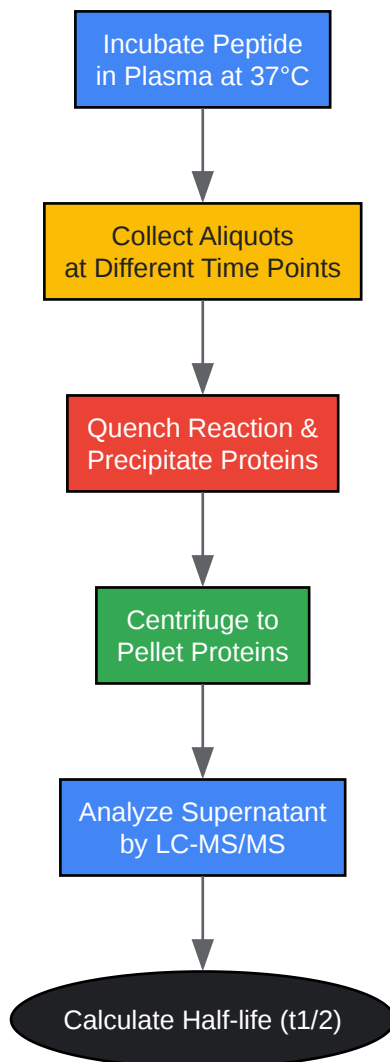 Incubate Peptide
in Plasma at 37°C
Collect Aliquots
at Different Time Points
Quench Reaction &
Precipitate Proteins
Centrifuge to
Pellet Proteins
Analyze Supernatant
by LC-MS/MS
Calculate Half-life (t1/2)